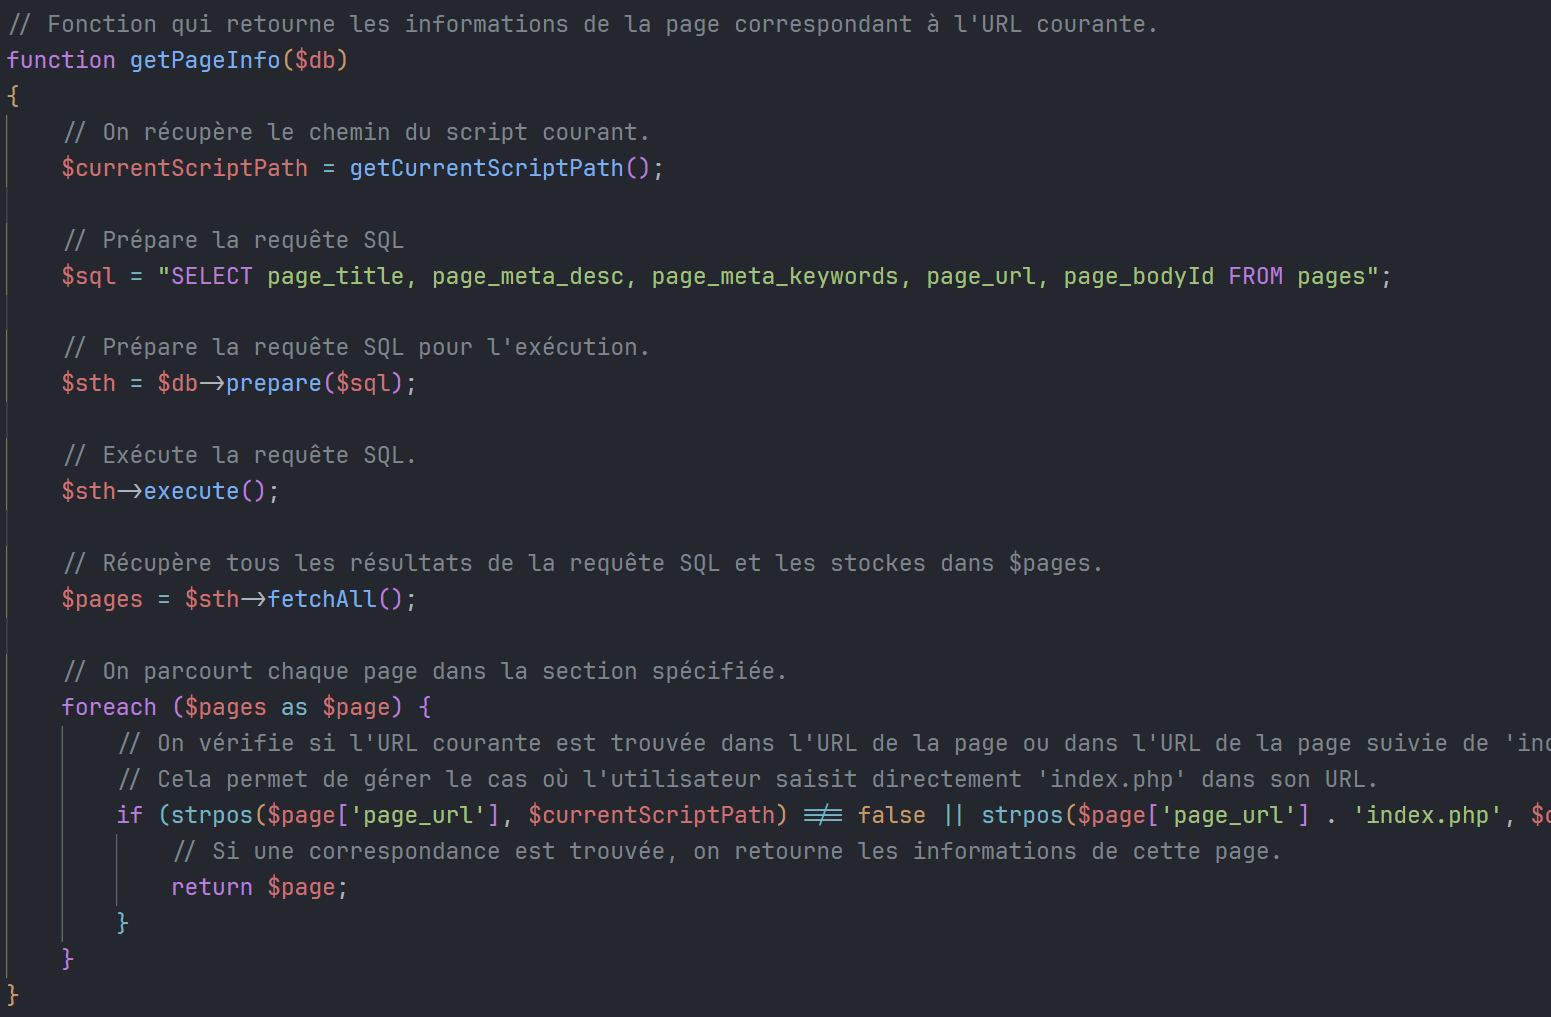 // Fonction qui retourne les informations de la page correspondant à l'URL courante.
function getPageInfo($db)
{
    // On récupère le chemin du script courant.
    $currentScriptPath = getCurrentScriptPath();

    // Prépare la requête SQL
    $sql = "SELECT page_title, page_meta_desc, page_meta_keywords, page_url, page_bodyId FROM pages";

    // Prépare la requête SQL pour l'exécution.
    $sth = $db->prepare($sql);

    // Exécute la requête SQL.
    $sth->execute();

    // Récupère tous les résultats de la requête SQL et les stockes dans $pages.
    $pages = $sth->fetchAll();

    // On parcourt chaque page dans la section spécifiée.
    foreach ($pages as $page) {
        // On vérifie si l'URL courante est trouvée dans l'URL de la page ou dans l'URL de la page suivie de
        // Cela permet de gérer le cas où l'utilisateur saisit directement 'index.php' dans son URL.
        if (strpos($page['page_url'], $currentScriptPath) !== false || strpos($page['page_url'] . 'index.php',
            // Si une correspondance est trouvée, on retourne les informations de cette page.
            return $page;
        }
    }
}